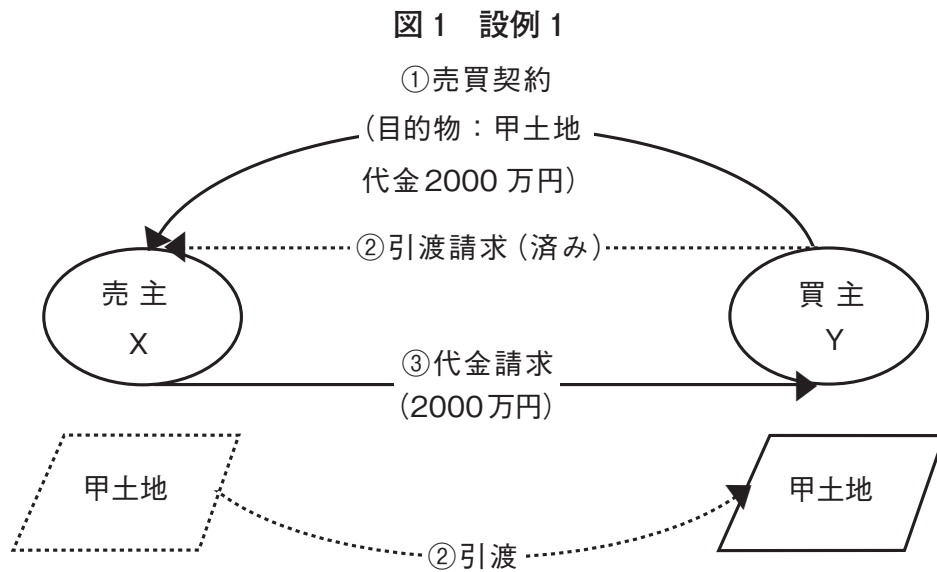 図1 設例1
①売買契約
(目的物:甲土地
代金2000万円)
②引渡請求(済み)
売主
X
買主
Y
③代金請求
(2000万円)
甲土地
甲土地
②引渡